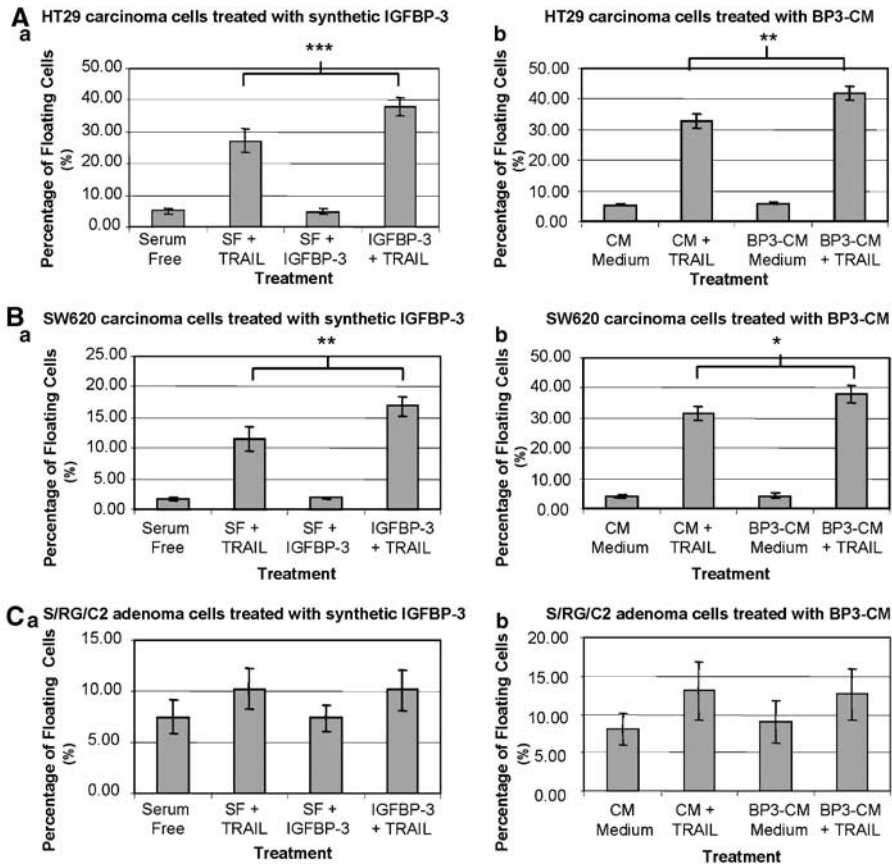 A
a
HT29 carcinoma cells treated with synthetic IGFBP-3
Percentage of Floating Cells
(%)
50.00
40.00
30.00
20.00
10.00
0.00
***
Serum
Free
SF +
TRAIL
SF +
IGFBP-3
IGFBP-3
+ TRAIL
Treatment
b
HT29 carcinoma cells treated with BP3-CM
Percentage of Floating Cells
(%)
50.00
40.00
30.00
20.00
10.00
0.00
**
CM
Medium
CM +
TRAIL
BP3-CM
Medium
BP3-CM
+ TRAIL
Treatment
B
a
SW620 carcinoma cells treated with synthetic IGFBP-3
Percentage of Floating Cells
(%)
25.00
20.00
15.00
10.00
5.00
0.00
**
Serum
Free
SF +
TRAIL
SF +
IGFBP-3
IGFBP-3
+ TRAIL
Treatment
b
SW620 carcinoma cells treated with BP3-CM
Percentage of Floating Cells
(%)
50.00
40.00
30.00
20.00
10.00
0.00
*
CM
Medium
CM +
TRAIL
BP3-CM
Medium
BP3-CM
+ TRAIL
Treatment
C
a
S/RG/C2 adenoma cells treated with synthetic IGFBP-3
Percentage of Floating Cells
(%)
15.00
10.00
5.00
0.00
Serum
Free
SF +
TRAIL
SF +
IGFBP-3
IGFBP-3
+ TRAIL
Treatment
b
S/RG/C2 adenoma cells treated with BP3-CM
Percentage of Floating Cells
(%)
20.00
15.00
10.00
5.00
0.00
CM
Medium
CM +
TRAIL
BP3-CM
Medium
BP3-CM
+ TRAIL
Treatment